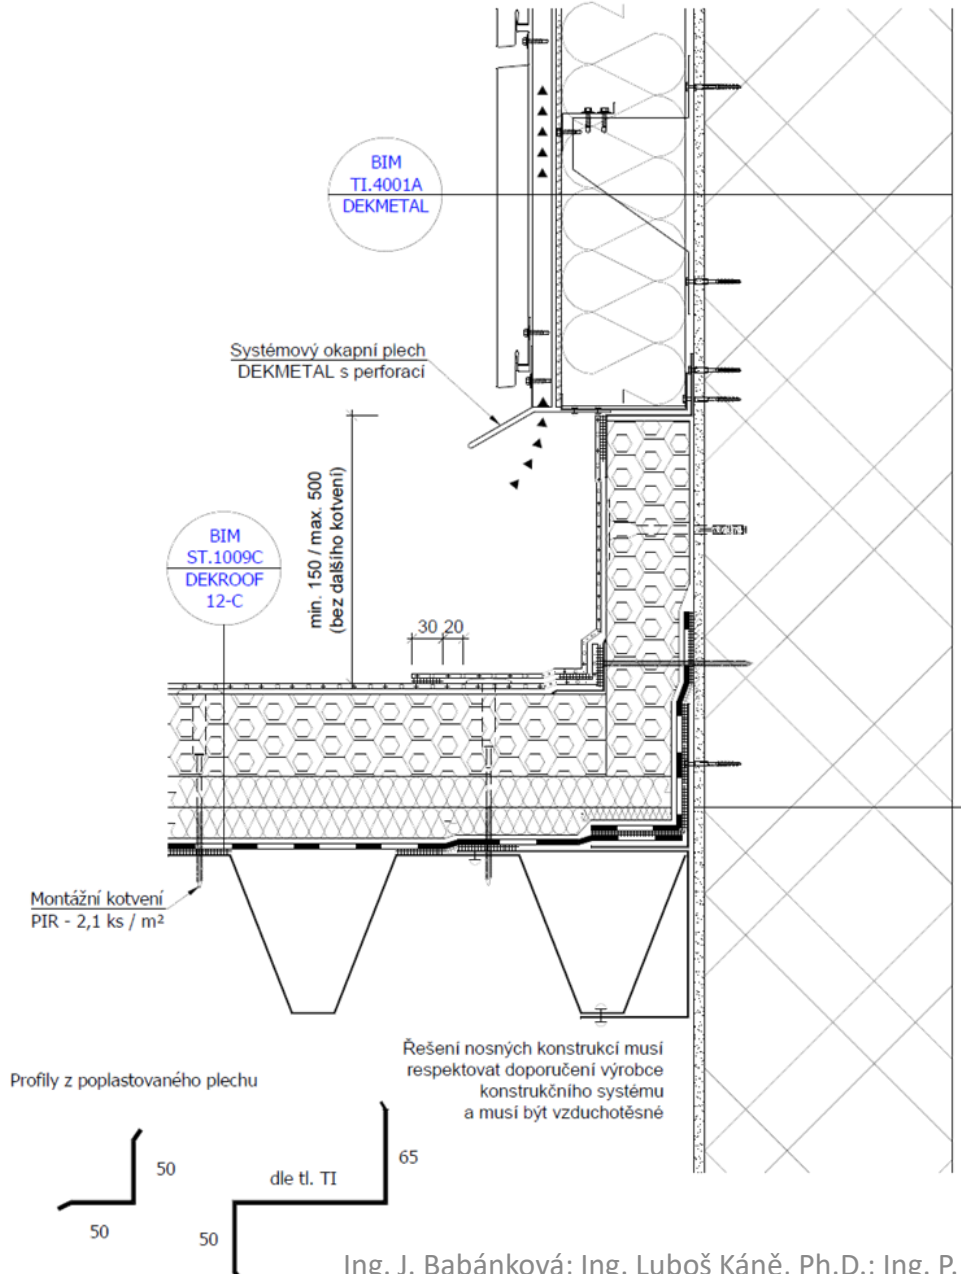 BIM
TI.4001A
DEKMETAL
Systémový okapní plech
DEKMETAL s perforací
min. 150 / max. 500
(bez dalšího kotvení)
BIM
ST.1009C
DEKROOF
12-C
30 20
Montážní kotvení
PIR - 2,1 ks / m²
Řešení nosných konstrukcí musí
respektovat doporučení výrobce
konstrukčního systému
a musí být vzduchotěsné
Profily z poplastovaného plechu
50
50
dle tl. TI
65
50
Ing. J. Babánková; Ing. Luboš Káně, Ph.D.; Ing. P.